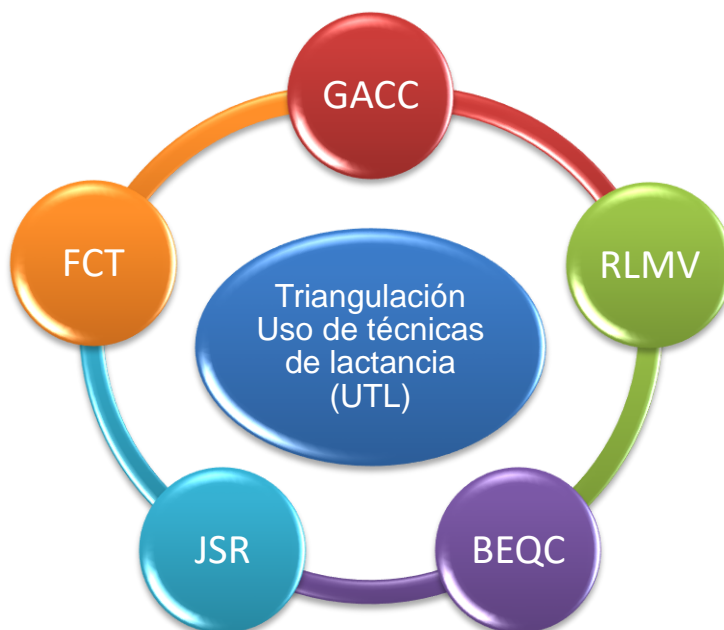 GACC
FCT
RLMV
Triangulación
Uso de técnicas
de lactancia
(UTL)
JSR
BEQC